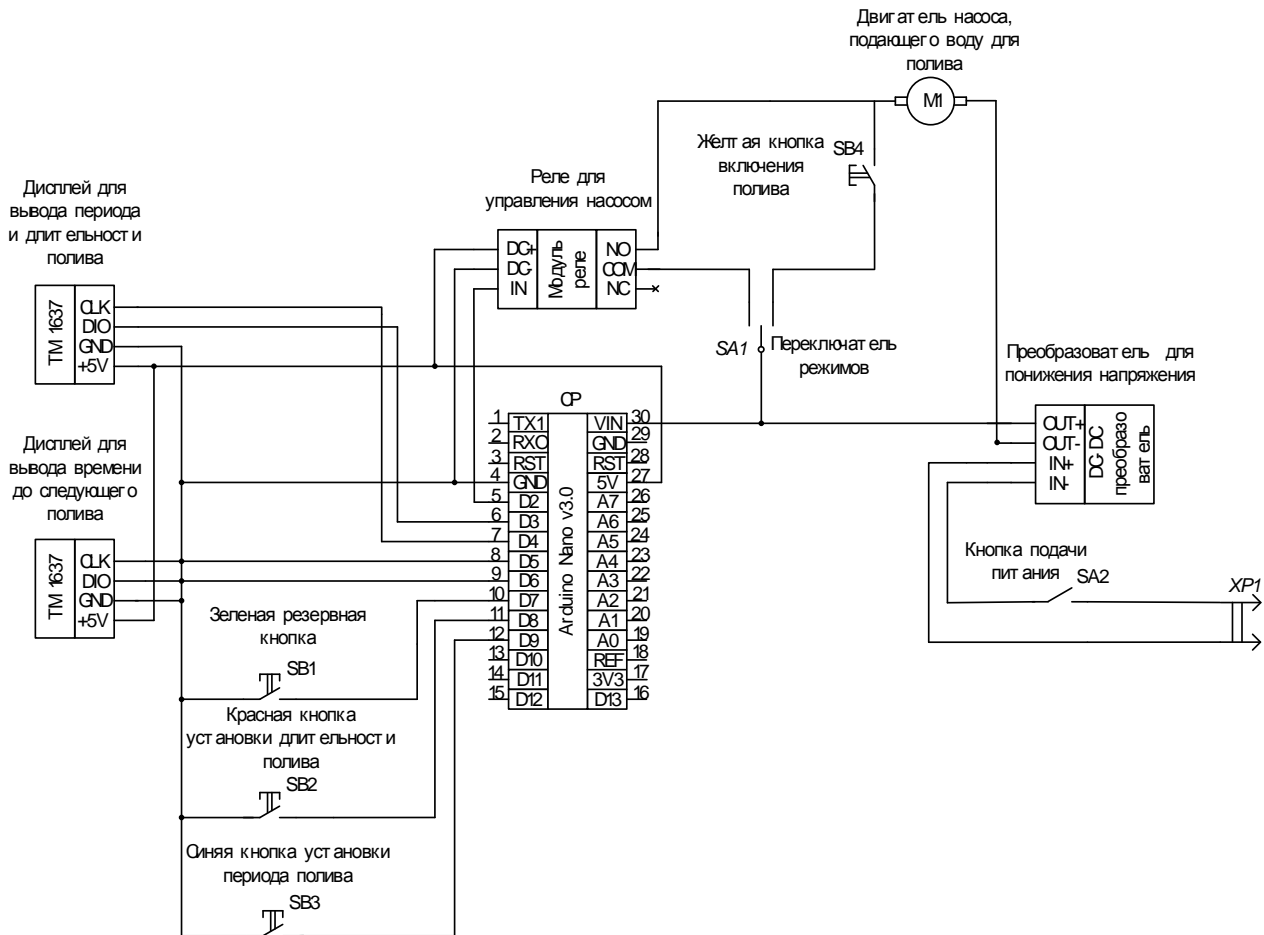 Двигатель насоса,
подающего воду для
полива
M1
Желтая кнопка
включения
полива
SB4
Дисплей для
вывода периода
и длительности
полива
Реле для
управления насосом
DC+
DC-
IN
Модуль
реле
NO
COM
NC
TM 1637
CLK
DIO
GND
+5V
SA1
Переключатель
режимов
Преобразователь для
понижения напряжения
OUT+
OUT-
IN+
IN-
DC-DC
преобразо
ватель
Дисплей для
вывода времени
до следующего
полива
TM 1637
CLK
DIO
GND
+5V
CP
Arduino Nano v3.0
1 TX1
2 RXO
3 RST
4 GND
5 D2
6 D3
7 D4
8 D5
9 D6
10 D7
11 D8
12 D9
13 D10
14 D11
15 D12
VIN 30
GND 29
RST 28
5V 27
A7 26
A6 25
A5 24
A4 23
A3 22
A2 21
A1 20
A0 19
REF 18
3V3 17
D13 16
Кнопка подачи
питания
SA2
XP1
Зеленая резервная
кнопка
SB1
Красная кнопка
установки длительности
полива
SB2
Синяя кнопка установки
периода полива
SB3